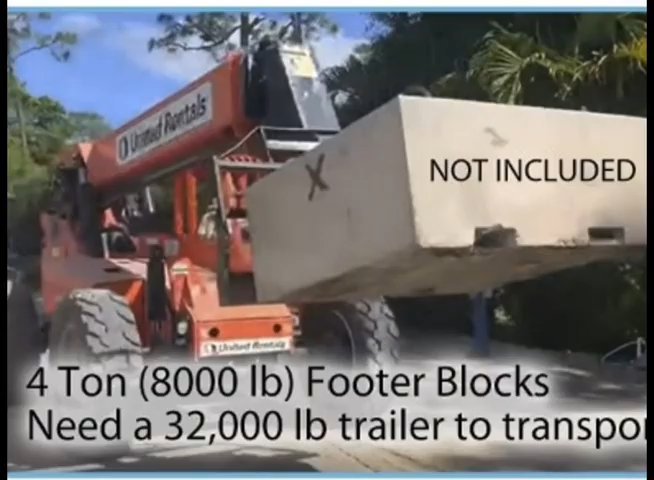 United Rentals
X
NOT INCLUDED
United Rentals
4 Ton (8000 lb) Footer Blocks
Need a 32,000 lb trailer to transpo